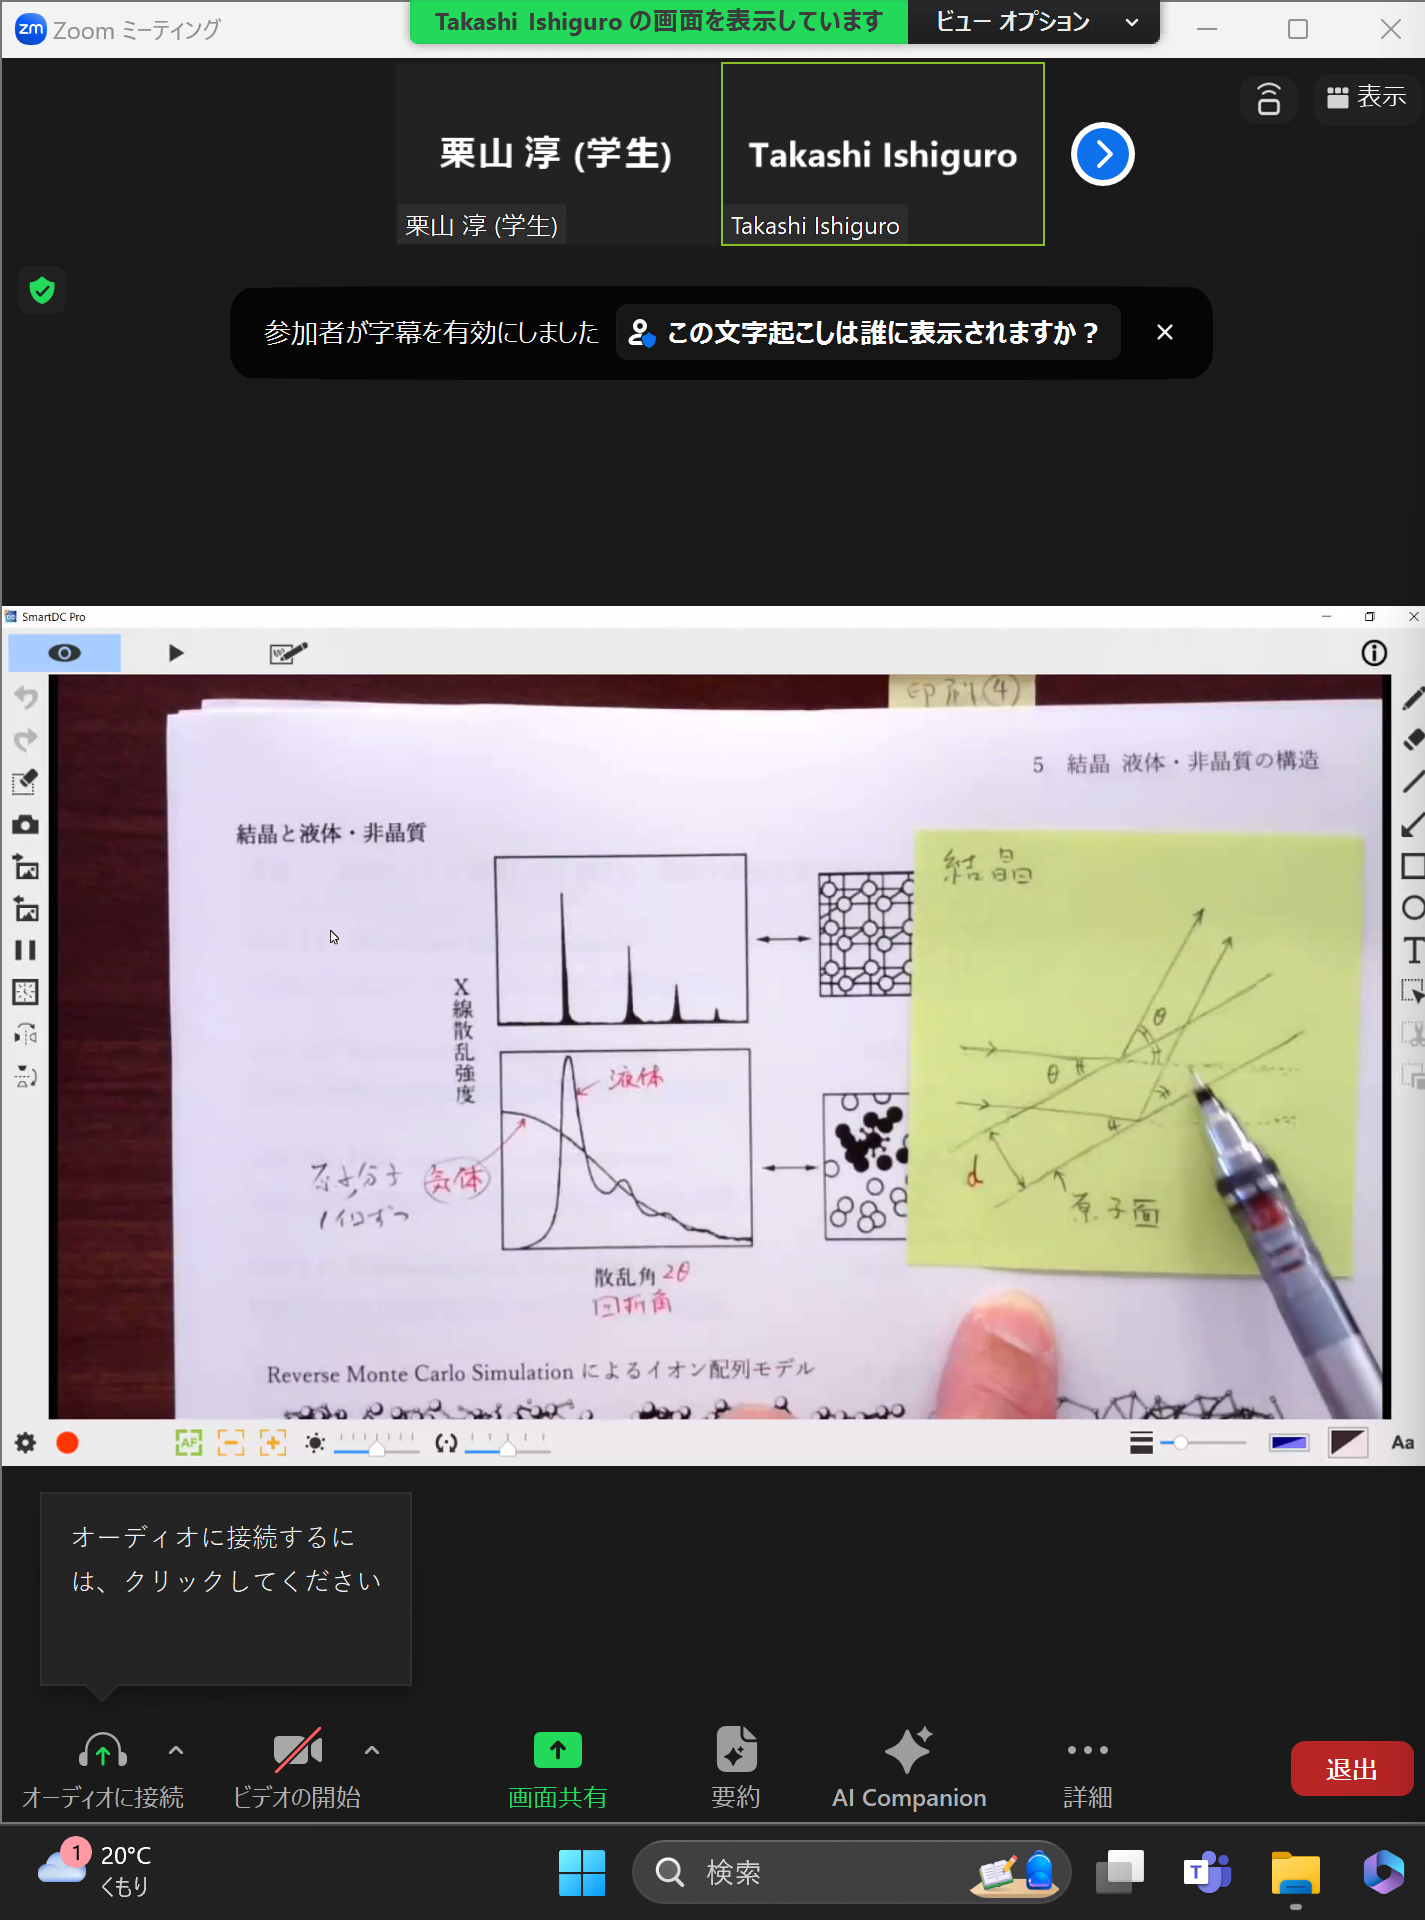 Zoom ミーティング
Takashi Ishiguro の画面を表示しています
ビュー オプション
栗山 淳 (学生)
栗山 淳 (学生)
Takashi Ishiguro
Takashi Ishiguro
表示
参加者が字幕を有効にしました
この文字起こしは誰に表示されますか？
SmartDC Pro
印刷④
5 結晶 液体・非晶質の構造
結晶と液体・非晶質
結晶
X線散乱強度
液体
気体
原子分子
1個ずつ
散乱角 2θ
回折角
θ
θ
d
原子面
Reverse Monte Carlo Simulation によるイオン配列モデル
AF
T
Aa
オーディオに接続するに
は、クリックしてください
オーディオに接続
ビデオの開始
画面共有
要約
AI Companion
詳細
退出
1
20°C
くもり
検索